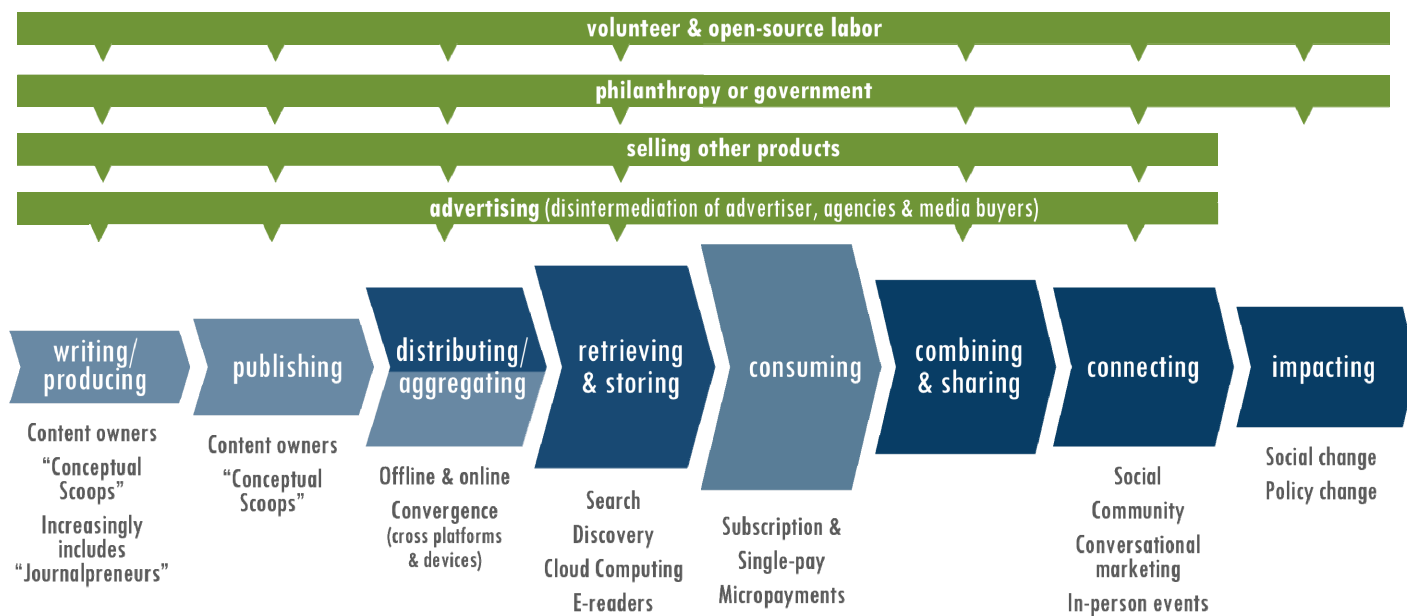 volunteer & open-source labor
philanthropy or government
selling other products
advertising (disintermediation of advertiser, agencies & media buyers)
writing/
producing
publishing
distributing/
aggregating
retrieving
& storing
consuming
combining
& sharing
connecting
impacting
Content owners
“Conceptual
Scoops”
Increasingly
includes
“Journalpreneurs”
Content owners
“Conceptual
Scoops”
Offline & online
Convergence
(cross platforms
& devices)
Search
Discovery
Cloud Computing
E-readers
Subscription &
Single-pay
Micropayments
Social
Community
Conversational
marketing
In-person events
Social change
Policy change